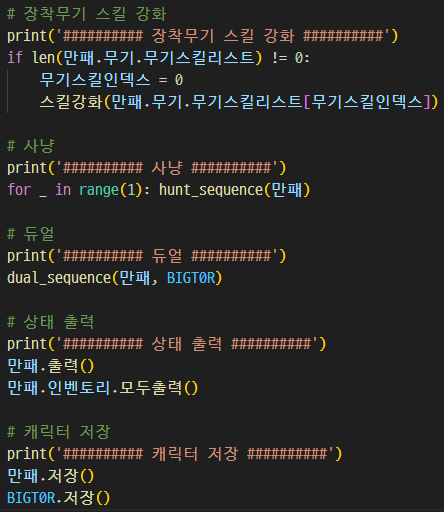 # 장착무기 스킬 강화
print('########## 장착무기 스킬 강화 ##########')
if len(만패.무기.무기스킬리스트) != 0:
    무기스킬인덱스 = 0
    스킬강화(만패.무기.무기스킬리스트[무기스킬인덱스])

# 사냥
print('########## 사냥 ##########')
for _ in range(1): hunt_sequence(만패)

# 듀얼
print('########## 듀얼 ##########')
dual_sequence(만패, BIGT0R)

# 상태 출력
print('########## 상태 출력 ##########')
만패.출력()
만패.인벤토리.모두출력()

# 캐릭터 저장
print('########## 캐릭터 저장 ##########')
만패.저장()
BIGT0R.저장()